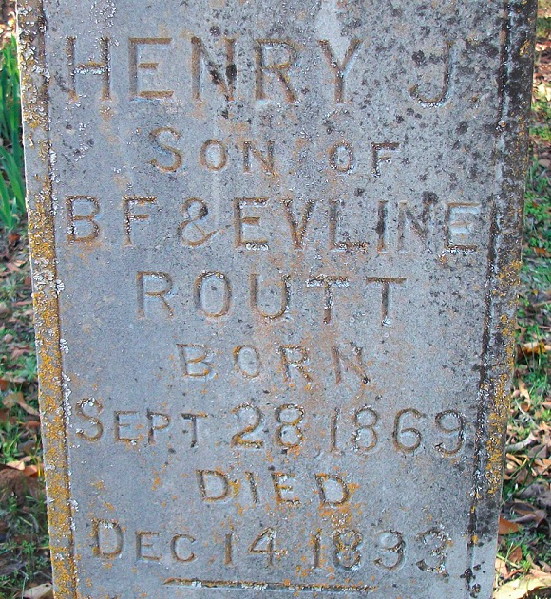 HENRY J.
SON OF
BF & EVLINE
ROUTT
BORN
SEPT 28 1869
DIED
DEC 14 1893